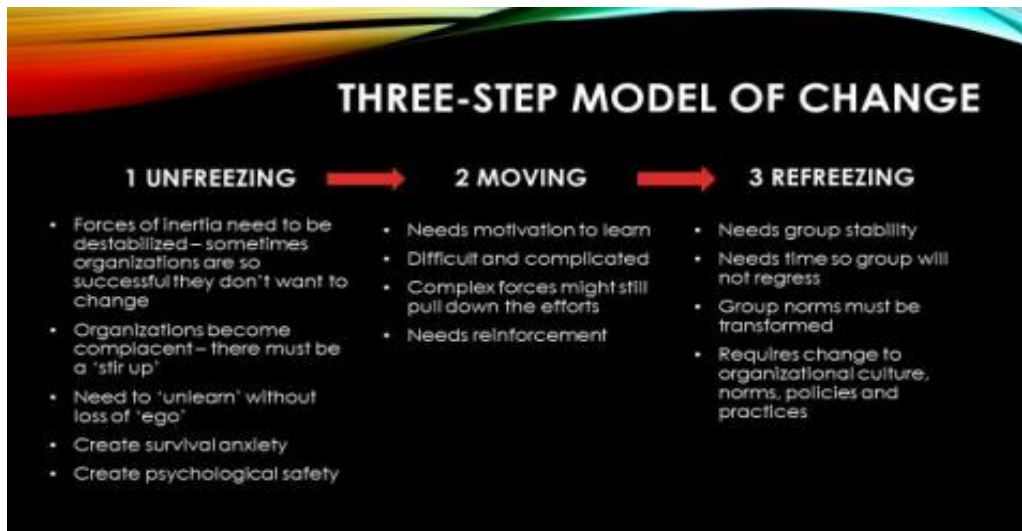 THREE-STEP MODEL OF CHANGE
1 UNFREEZING
• Forces of inertia need to be
destabilized – sometimes
organizations are so
successful they don't want to
change
• Organizations become
complacent – there must be
a 'stir up'
• Need to 'unlearn' without
loss of 'ego'
• Create survival anxiety
• Create psychological safety
2 MOVING
• Needs motivation to learn
• Difficult and complicated
• Complex forces might still
pull down the efforts
• Needs reinforcement
3 REFREEZING
• Needs group stability
• Needs time so group will
not regress
• Group norms must be
transformed
• Requires change to
organizational culture,
norms, policies and
practices